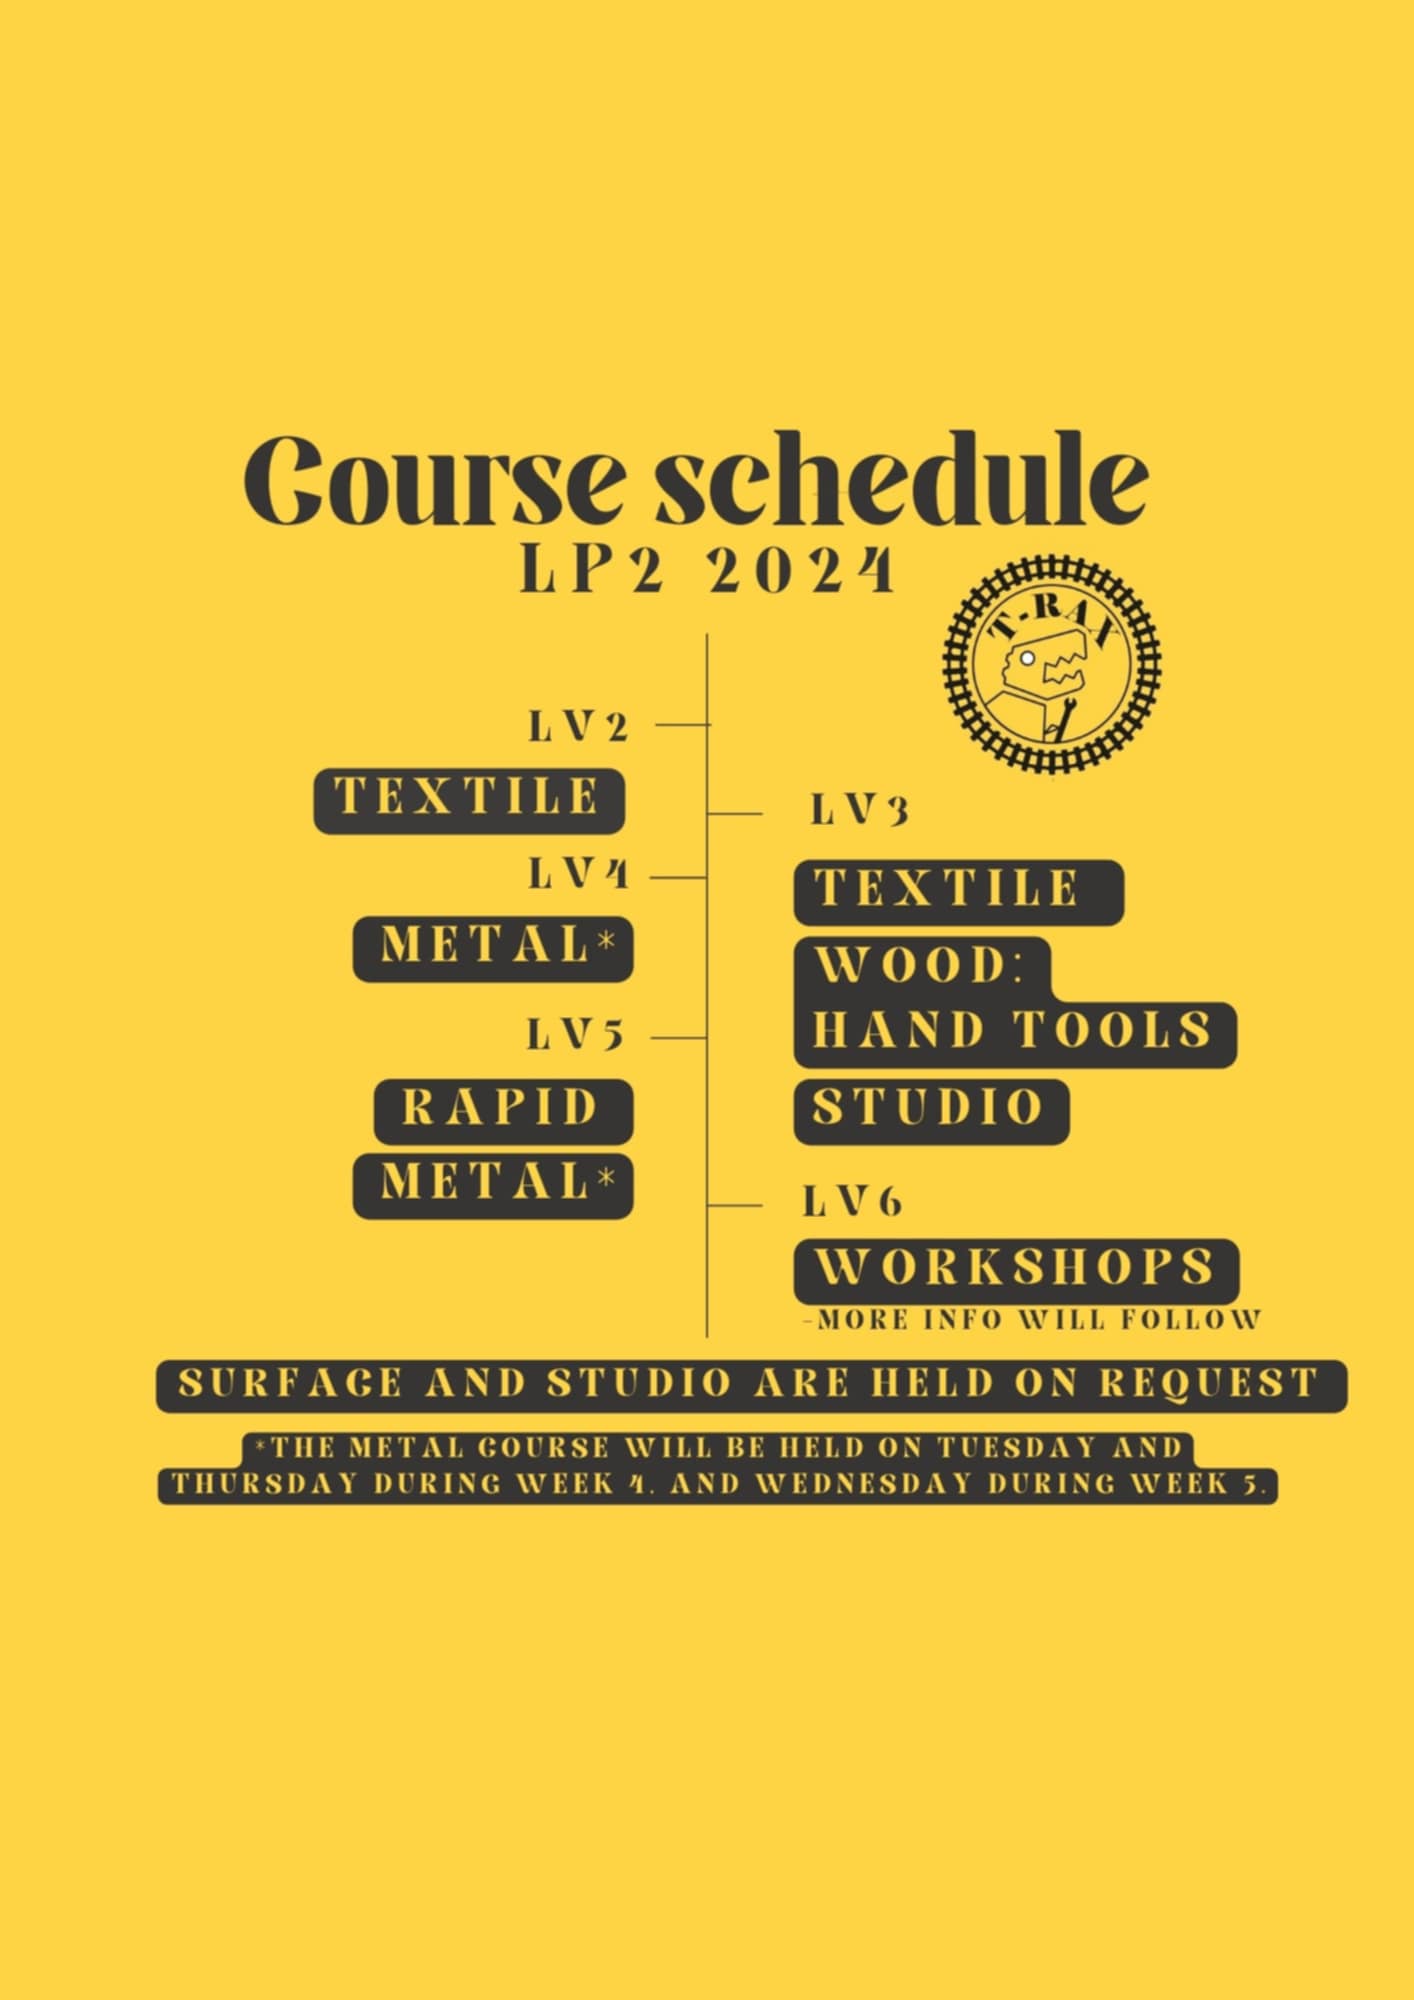 Course schedule
LP2 2024
T-RAX
LV2
TEXTILE
LV3
TEXTILE
WOOD:
HAND TOOLS
STUDIO
LV4
METAL*
LV5
RAPID
METAL*
LV6
WORKSHOPS
-MORE INFO WILL FOLLOW
SURFACE AND STUDIO ARE HELD ON REQUEST
*THE METAL COURSE WILL BE HELD ON TUESDAY AND
THURSDAY DURING WEEK 4. AND WEDNESDAY DURING WEEK 5.